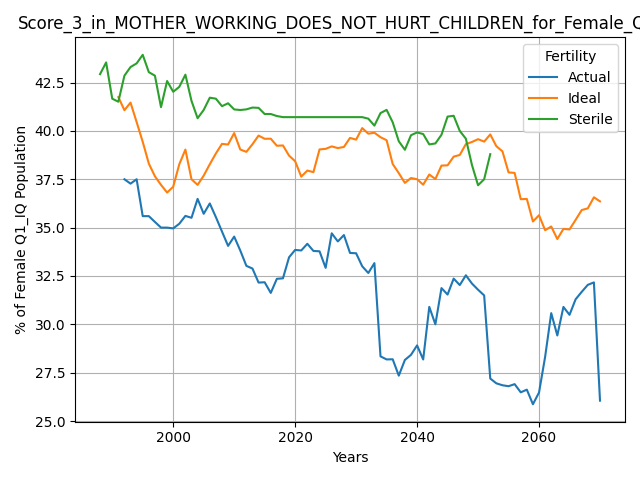 Score_3_in_MOTHER_WORKING_DOES_NOT_HURT_CHILDREN_for_Female_Q
Fertility
Actual
Ideal
Sterile
% of Female Q1_IQ Population
42.5
40.0
37.5
35.0
32.5
30.0
27.5
25.0
2000
2020
2040
2060
Years